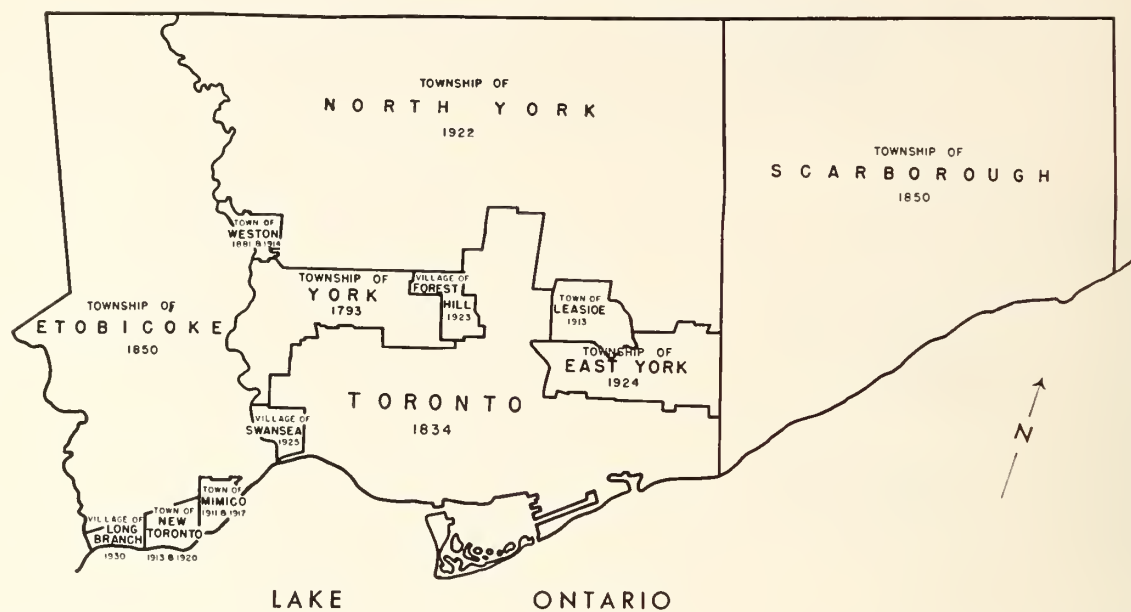 TOWNSHIP OF
NORTH YORK
1922
TOWNSHIP OF
SCARBOROUGH
1850
TOWN OF
WESTON
1881 & 1914
TOWNSHIP OF
YORK
1793
VILLAGE OF
FOREST
HILL
1923
TOWN OF
LEASIDE
1913
TOWNSHIP OF
ETOBICOKE
1850
TOWNSHIP OF
EAST YORK
1924
TORONTO
1834
VILLAGE OF
SWANSEA
1925
TOWN OF
MIMICO
1911 & 1917
VILLAGE OF
LONG
BRANCH
1930
TOWN OF
NEW
TORONTO
1913 & 1920
N
LAKE ONTARIO